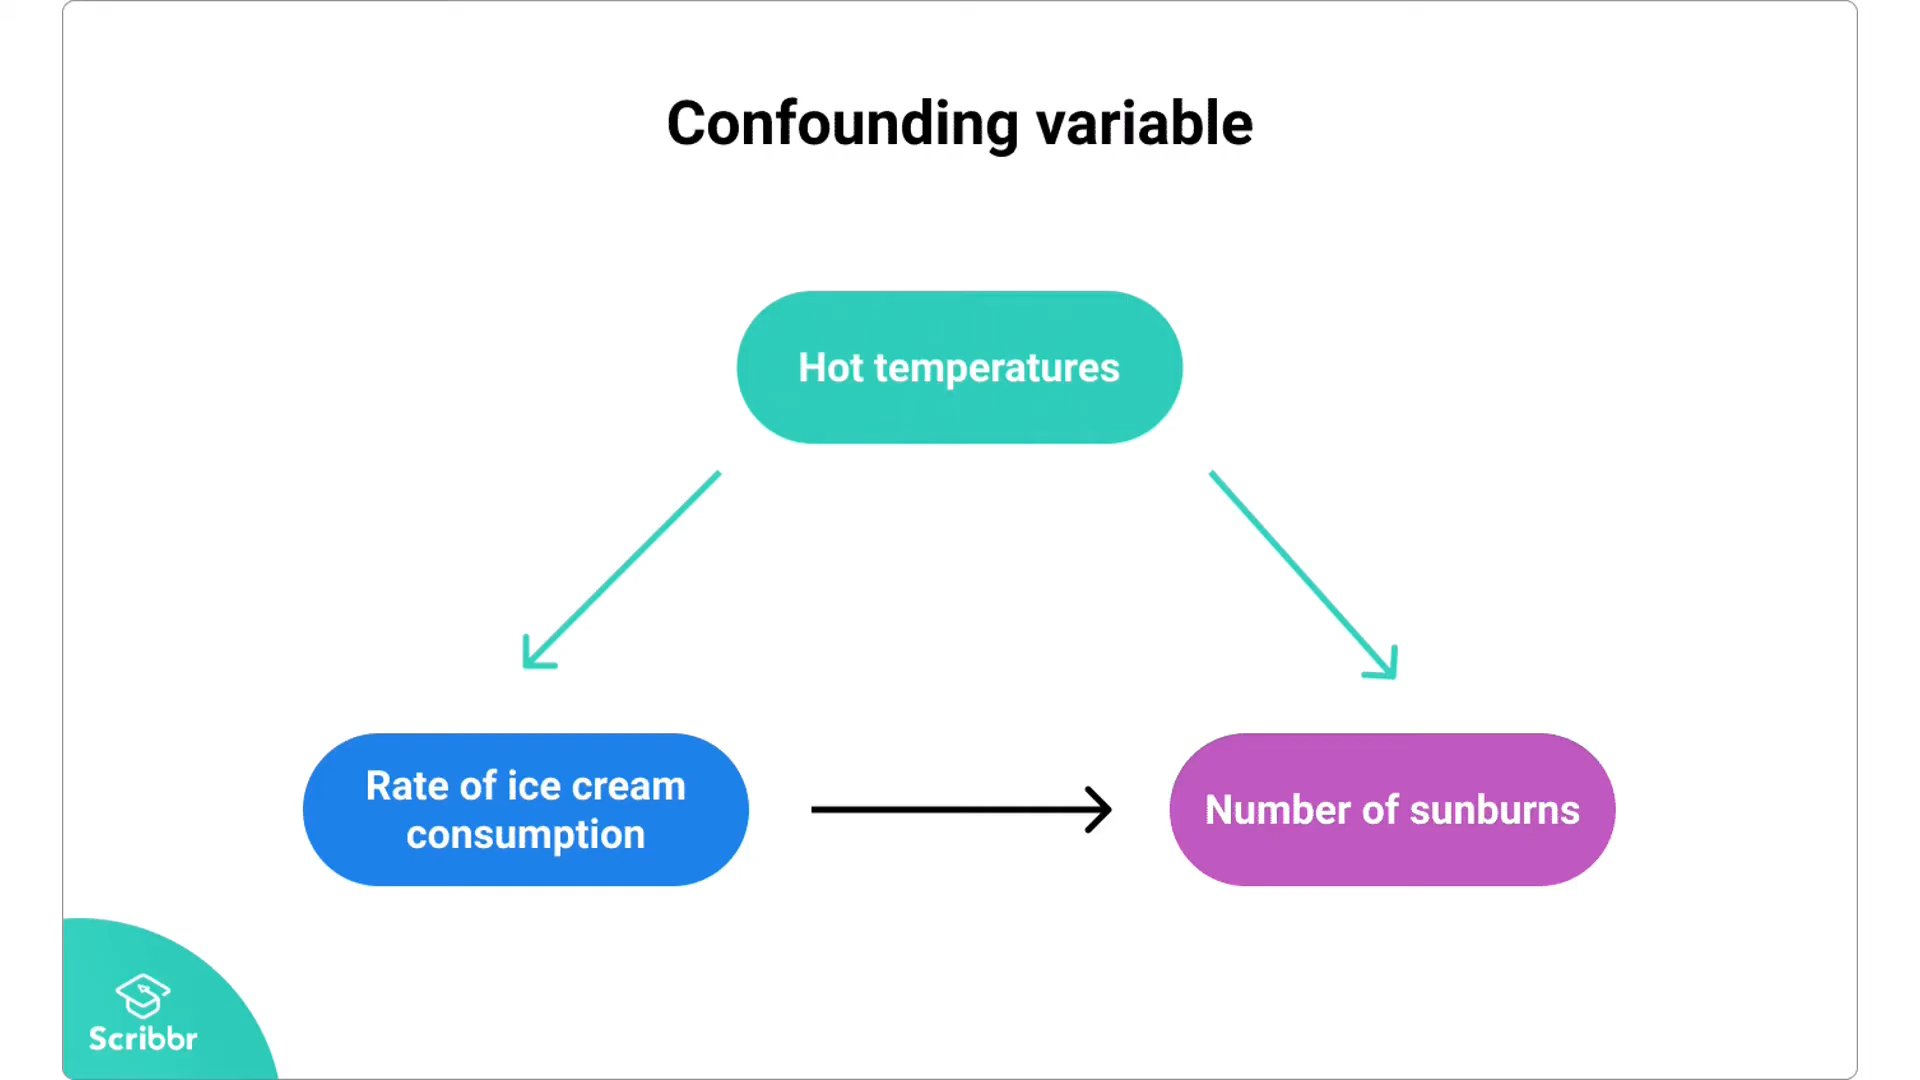 Confounding variable
Hot temperatures
Rate of ice cream
consumption
Number of sunburns
Scribbr